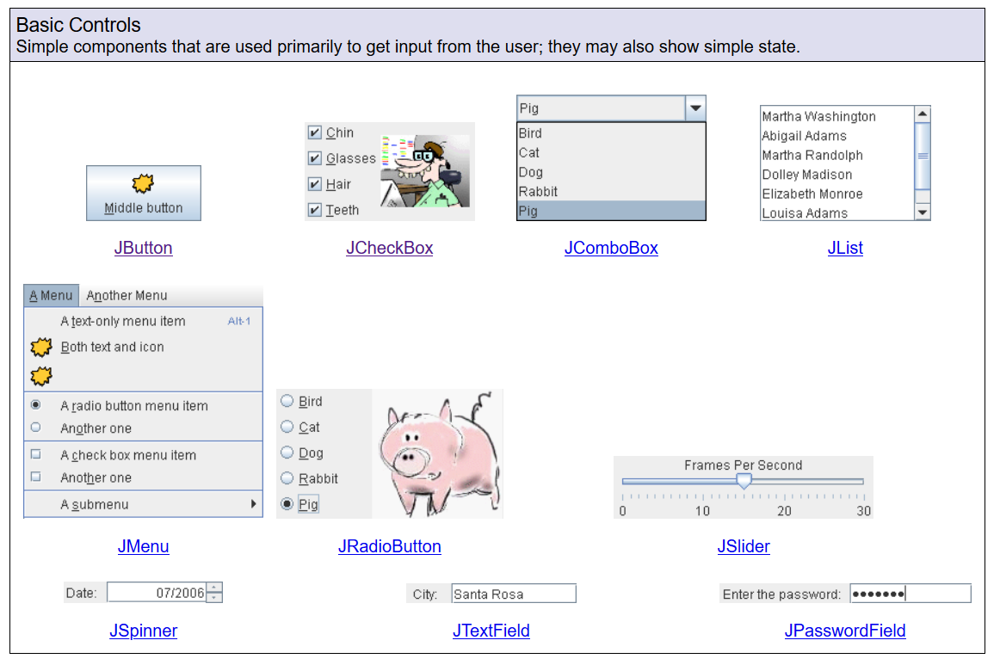 Basic Controls
Simple components that are used primarily to get input from the user; they may also show simple state.
Middle button
JButton
Chin
Glasses
Hair
Teeth
JCheckBox
Pig
Bird
Cat
Dog
Rabbit
Pig
JComboBox
Martha Washington
Abigail Adams
Martha Randolph
Dolley Madison
Elizabeth Monroe
Louisa Adams
JList
A Menu Another Menu
A text-only menu item Alt-1
Both text and icon
A radio button menu item
Another one
A check box menu item
Another one
A submenu
JMenu
Bird
Cat
Dog
Rabbit
Pig
JRadioButton
Frames Per Second
0 10 20 30
JSlider
Date: 07/2006
JSpinner
City: Santa Rosa
JTextField
Enter the password: •••••••
JPasswordField